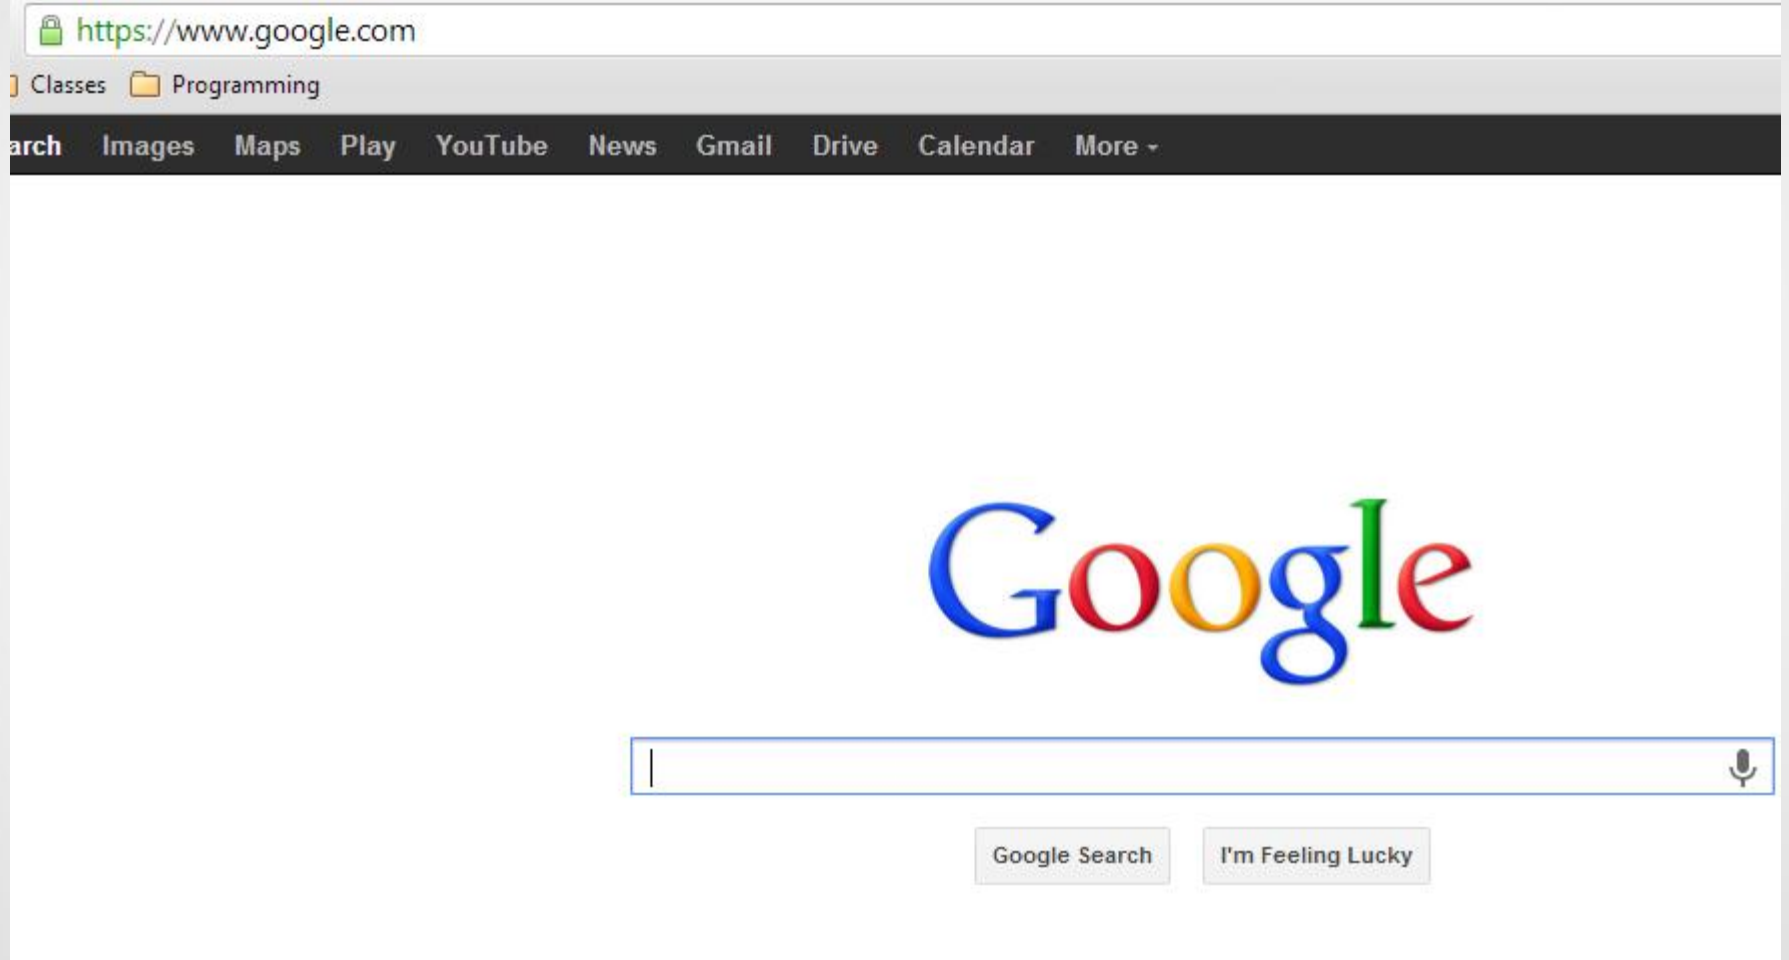 https://www.google.com
Classes Programming
arch Images Maps Play YouTube News Gmail Drive Calendar More
Google
Google Search I'm Feeling Lucky